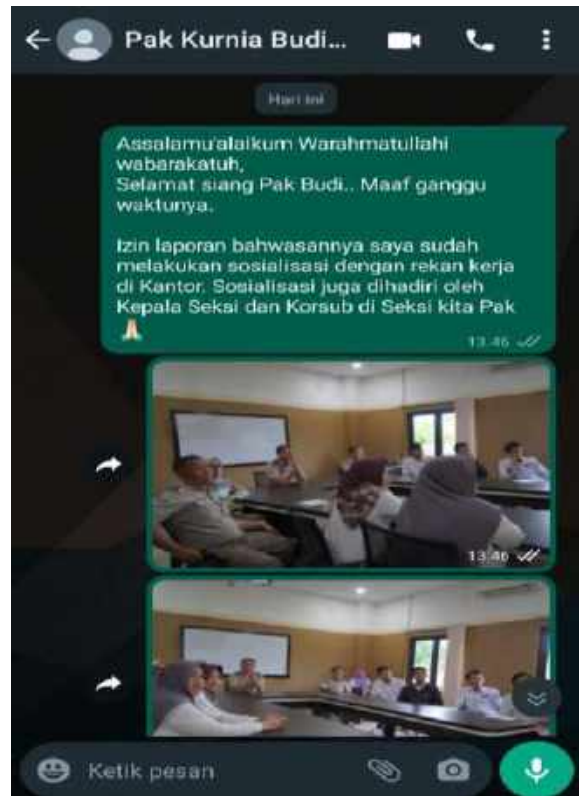 Pak Kurnia Budi...
Hari Ini
Assalamu'alaikum Warahmatullahi
wabarakatuh,
Selamat siang Pak Budi.. Maaf ganggu
waktunya.
Izin laporan bahwasannya saya sudah
melakukan sosialisasi dengan rekan kerja
di Kantor. Sosialisasi juga dihadiri oleh
Kepala Seksi dan Korsub di Seksi kita Pak
🙏🏻
13.46
13.46
Ketik pesan